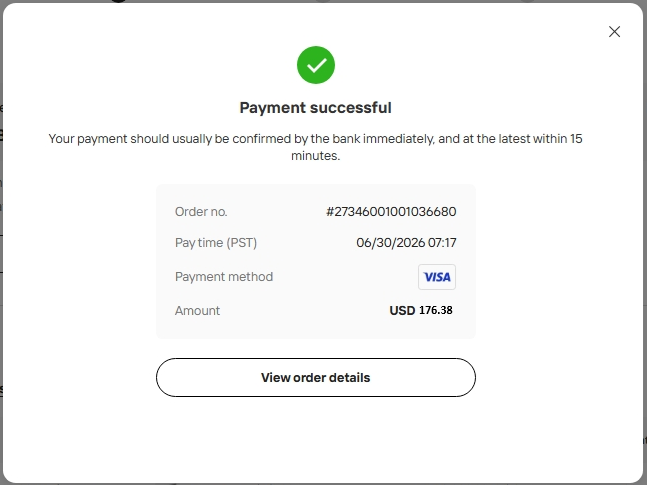 Payment successful
Your payment should usually be confirmed by the bank immediately, and at the latest within 15
minutes.
Order no. #27346001001036680
Pay time (PST) 06/30/2026 07:17
Payment method VISA
Amount USD 176.38
View order details